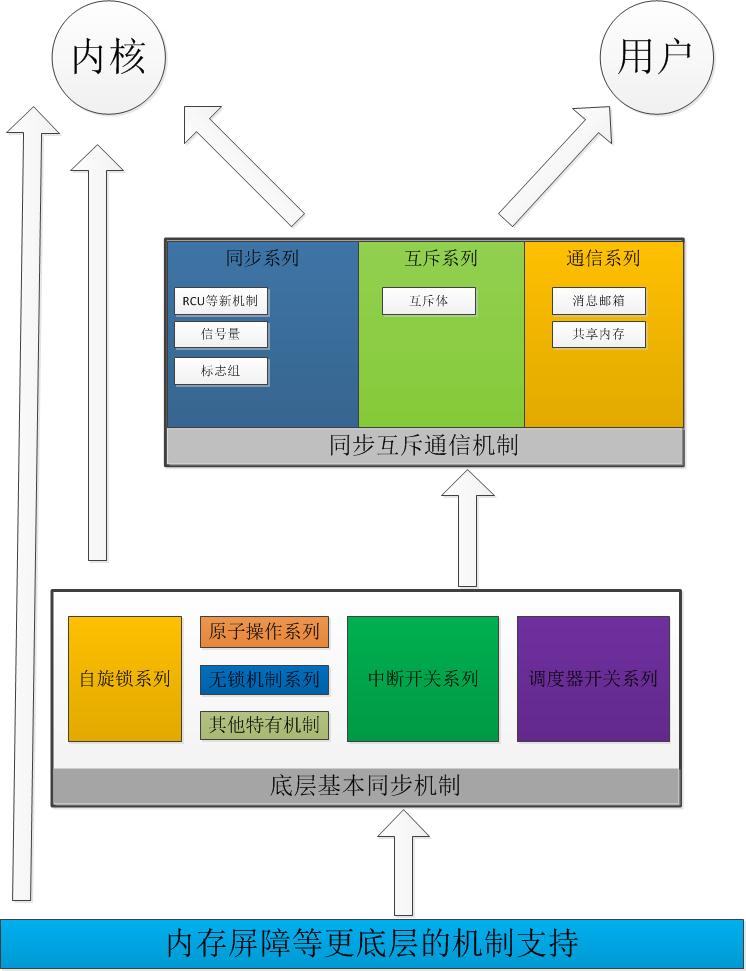 内核
用户
同步系列
互斥系列
通信系列
RCU等新机制
信号量
标志组
互斥体
消息邮箱
共享内存
同步互斥通信机制
自旋锁系列
原子操作系列
无锁机制系列
其他特有机制
中断开关系列
调度器开关系列
底层基本同步机制
内存屏障等更底层的机制支持